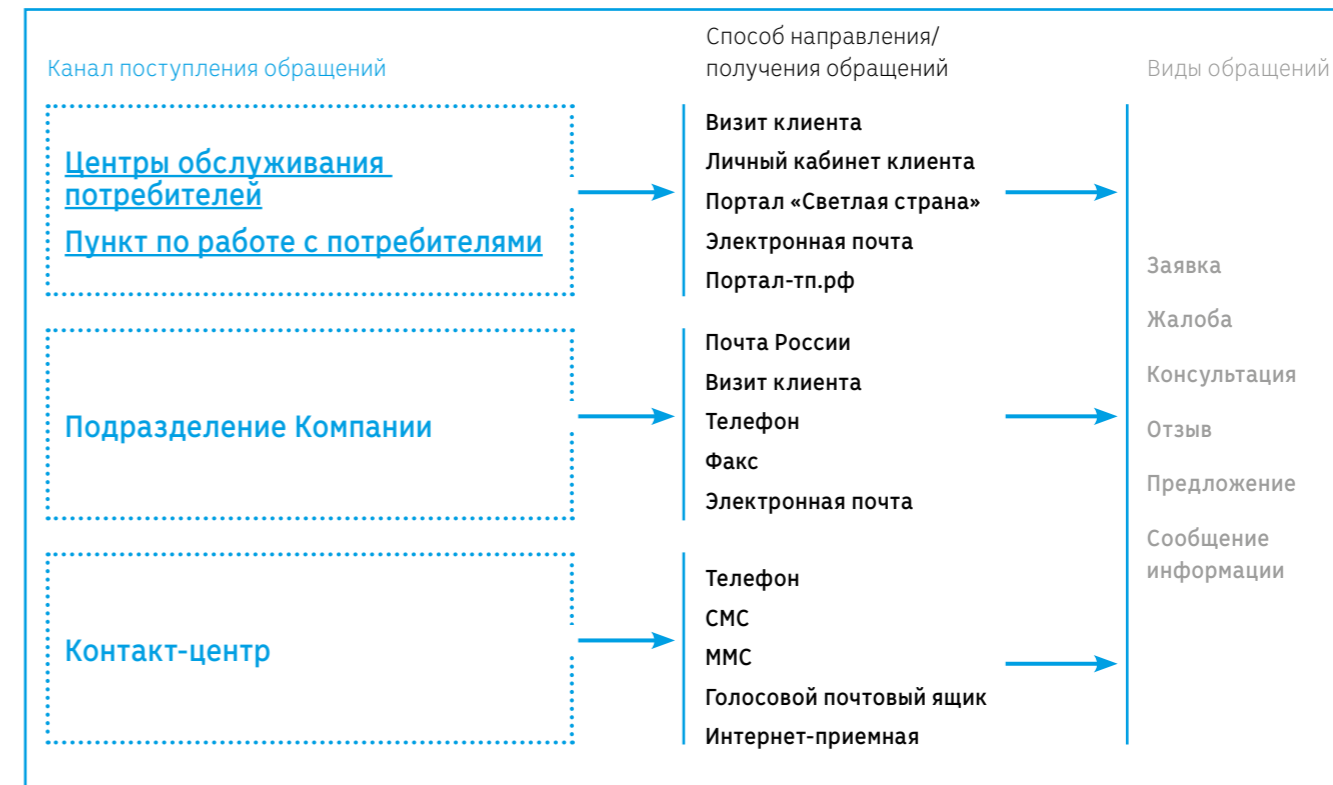 Канал поступления обращений
Способ направления/
получения обращений
Виды обращений
Центры обслуживания
потребителей
Пункт по работе с потребителями
Визит клиента
Личный кабинет клиента
Портал «Светлая страна»
Электронная почта
Портал-тп.рф
Подразделение Компании
Почта России
Визит клиента
Телефон
Факс
Электронная почта
Контакт-центр
Телефон
СМС
ММС
Голосовой почтовый ящик
Интернет-приемная
Заявка
Жалоба
Консультация
Отзыв
Предложение
Сообщение
информации